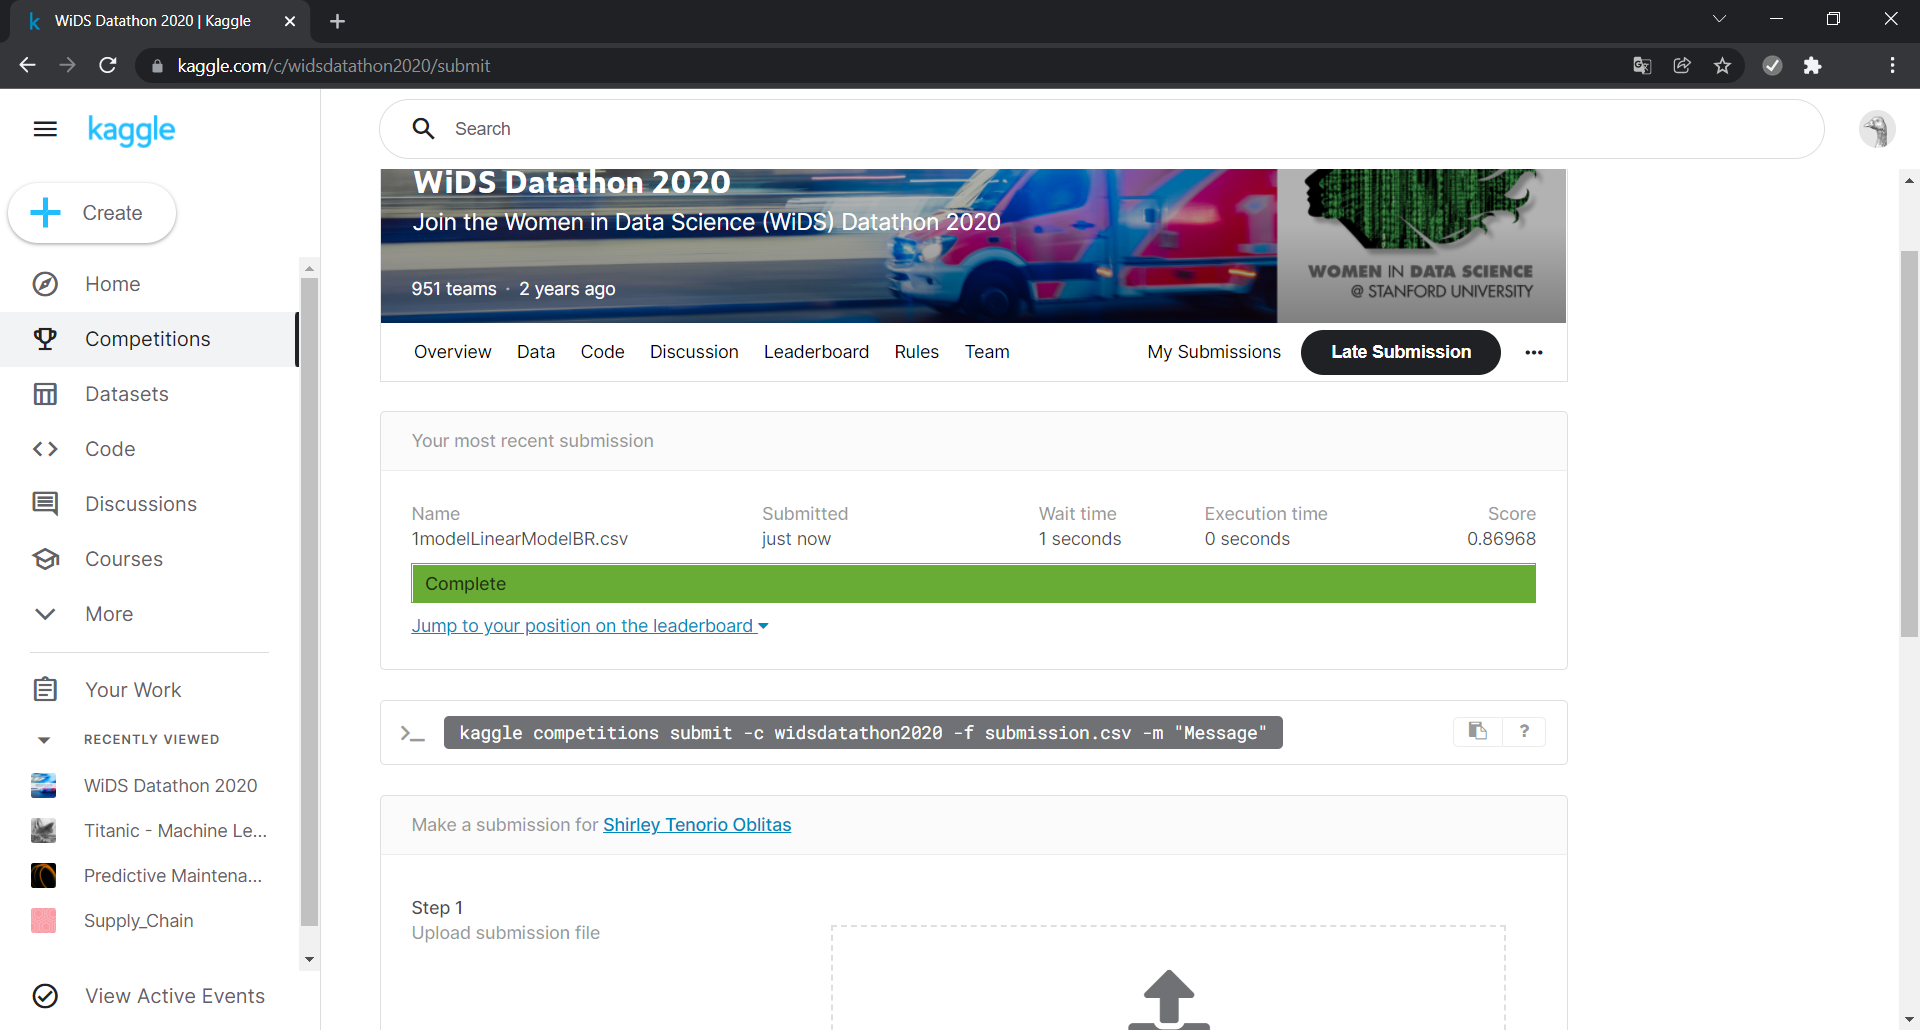 WiDS Datathon 2020 | Kaggle
kaggle.com/c/widsdatathon2020/submit
kaggle
Search
Create
Home
Competitions
Datasets
Code
Discussions
Courses
More
Your Work
RECENTLY VIEWED
WiDS Datathon 2020
Titanic - Machine Le...
Predictive Maintena...
Supply_Chain
View Active Events
WiDS Datathon 2020
Join the Women in Data Science (WiDS) Datathon 2020
951 teams · 2 years ago
WOMEN IN DATA SCIENCE
@ STANFORD UNIVERSITY
Overview Data Code Discussion Leaderboard Rules Team My Submissions Late Submission
Your most recent submission
Name Submitted Wait time Execution time Score
1modelLinearModelBR.csv just now 1 seconds 0 seconds 0.86968
Complete
Jump to your position on the leaderboard
>_ kaggle competitions submit -c widsdatathon2020 -f submission.csv -m "Message" ?
Make a submission for Shirley Tenorio Oblitas
Step 1
Upload submission file